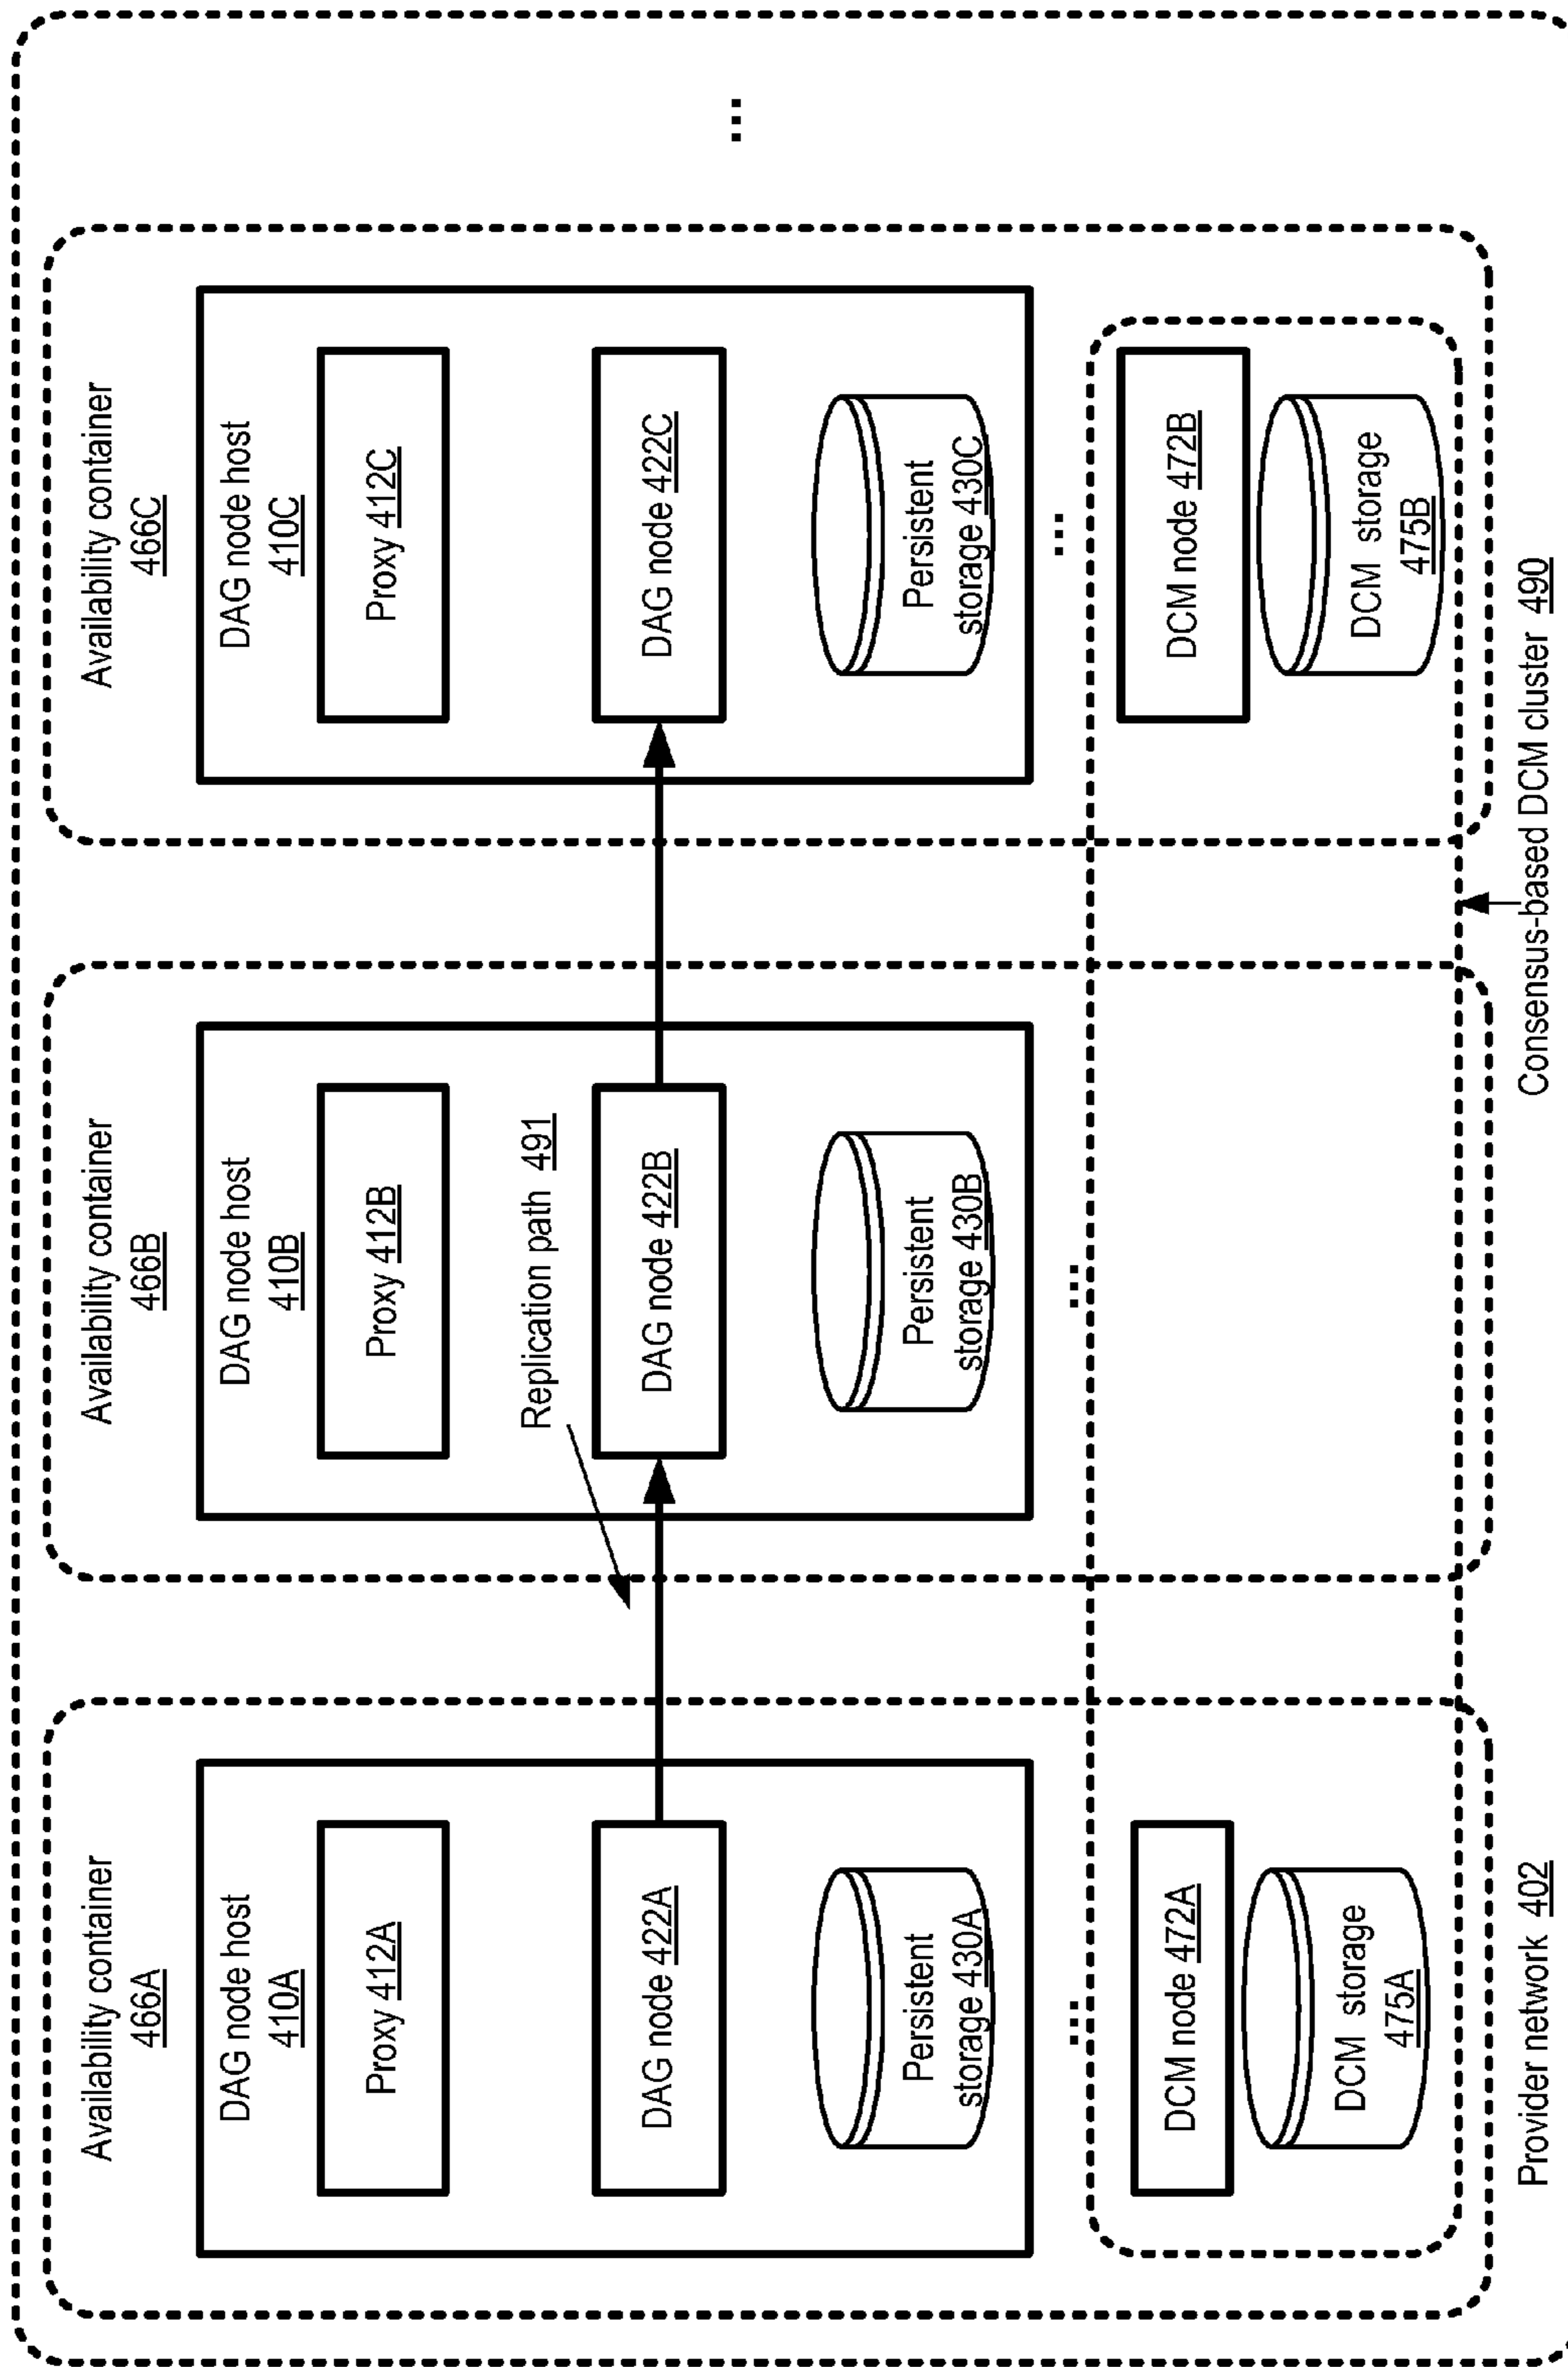 Availability container
466A
DAG node host
410A
Proxy 412A
DAG node 422A
Persistent
storage 430A
...
DCM node 472A
DCM storage
475A
Availability container
466B
DAG node host
410B
Proxy 412B
Replication path 491
DAG node 422B
Persistent
storage 430B
...
Availability container
466C
DAG node host
410C
Proxy 412C
DAG node 422C
Persistent
storage 430C
...
DCM node 472B
DCM storage
475B
...
Provider network 402
Consensus-based DCM cluster 490